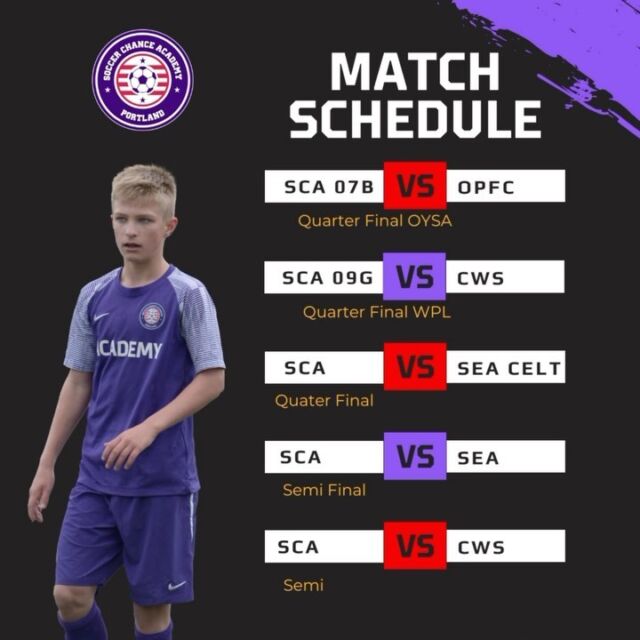 SOCCER CHANCE ACADEMY
PORTLAND
MATCH
SCHEDULE
SCA 07B VS OPFC
Quarter Final OYSA
SCA 09G VS CWS
Quarter Final WPL
SCA VS SEA CELT
Quater Final
SCA VS SEA
Semi Final
SCA VS CWS
Semi
ACADEMY